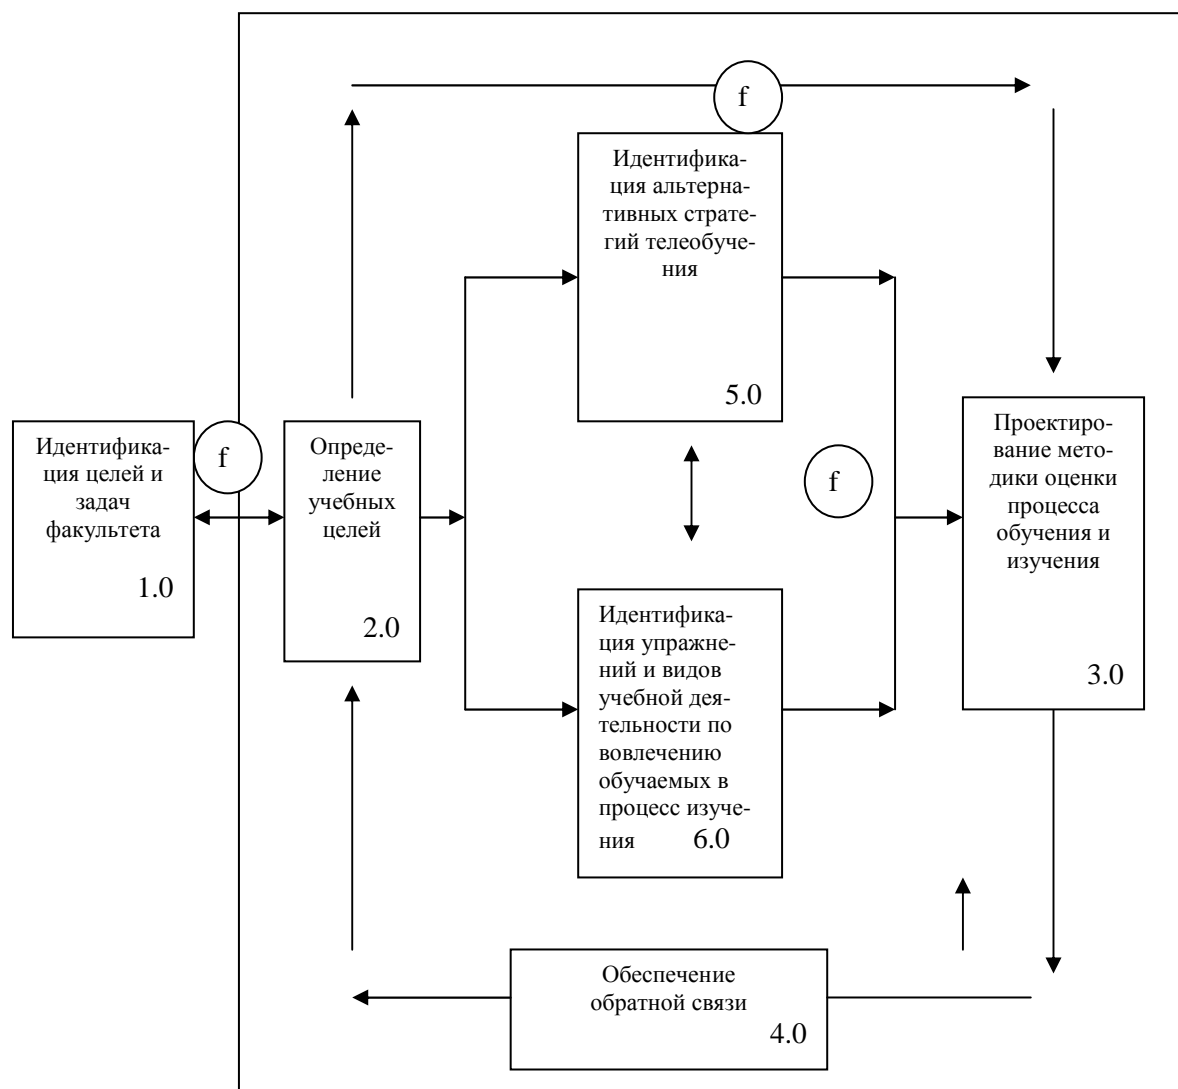 f
Идентифика-
ция альтерна-
тивных страте-
гий телеобуче-
ния
5.0
Идентифика-
ция целей и
задач
факультета
1.0
f
Опреде-
ление
учебных
целей
2.0
f
Проектиро-
вание мето-
дики оценки
процесса
обучения и
изучения
3.0
Идентифика-
ция упражне-
ний и видов
учебной дея-
тельности по
вовлечению
обучаемых в
процесс изуче-
ния 6.0
Обеспечение
обратной связи
4.0